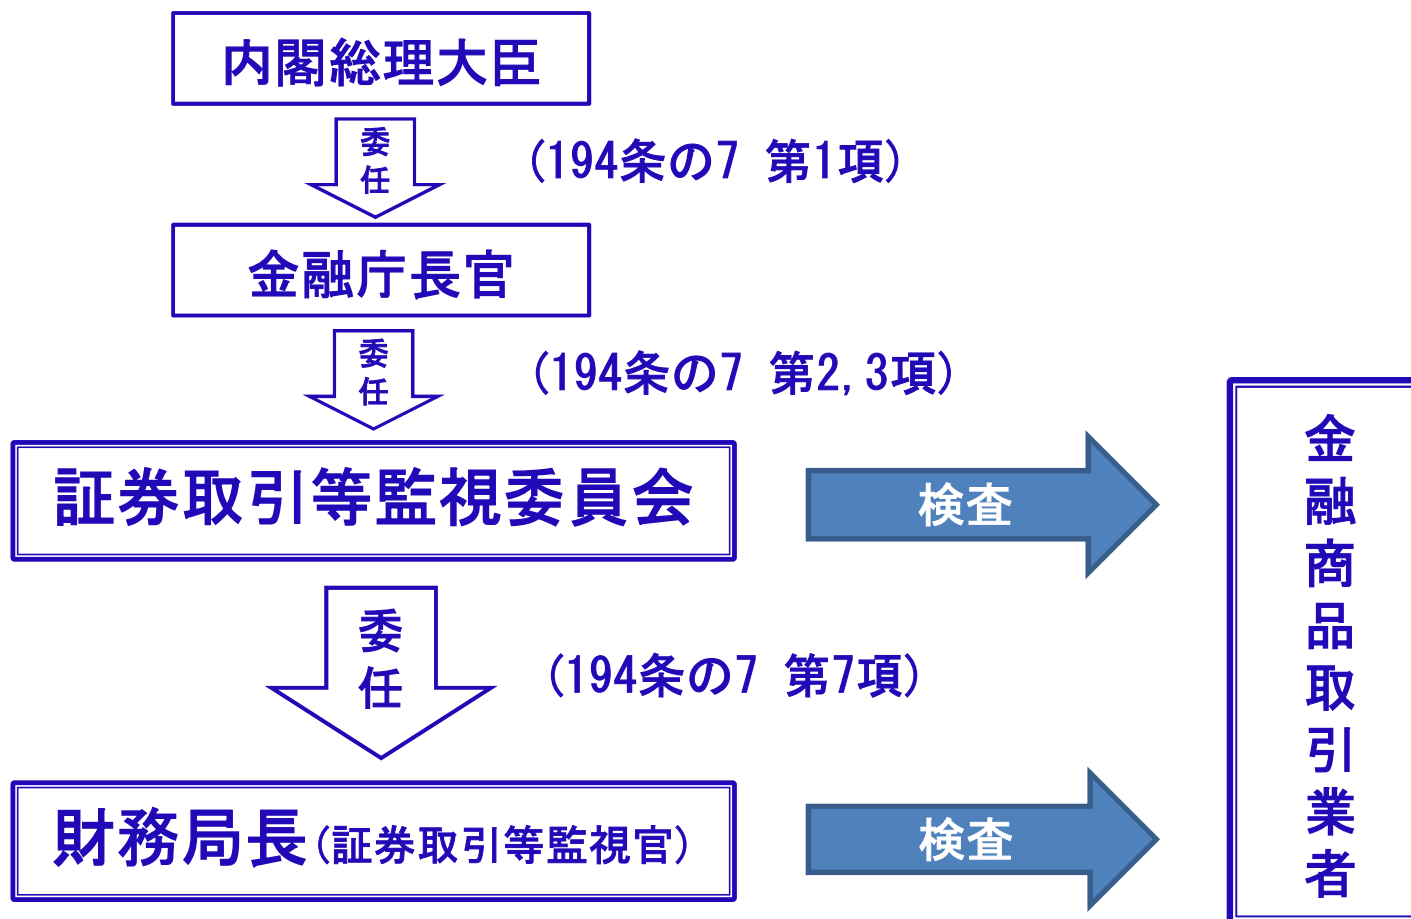 内閣総理大臣
委任
(194条の7 第1項)
金融庁長官
委任
(194条の7 第2,3項)
証券取引等監視委員会
検査
委任
(194条の7 第7項)
財務局長(証券取引等監視官)
検査
金融商品取引業者